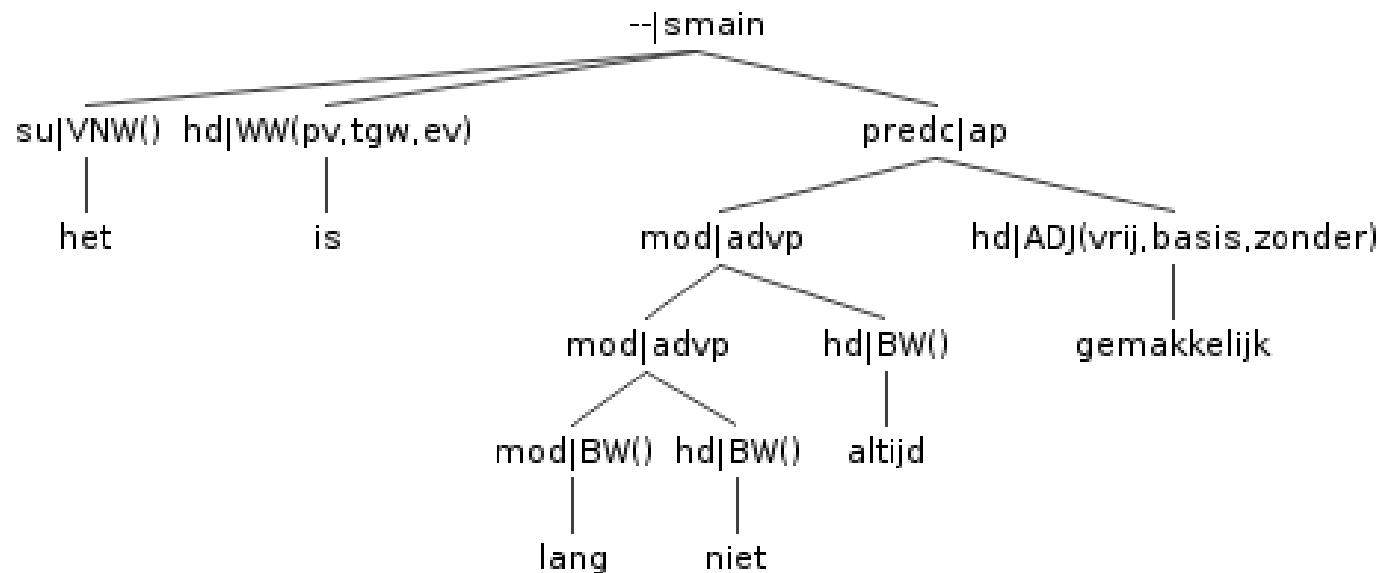 --|smain
su|VNW() hd|WW(pv,tgw,ev) predc|ap
het is mod|advp hd|ADJ(vrij,basis,zonder)
mod|advp hd|BW() gemakkelijk
mod|BW() hd|BW() altijd
lang niet